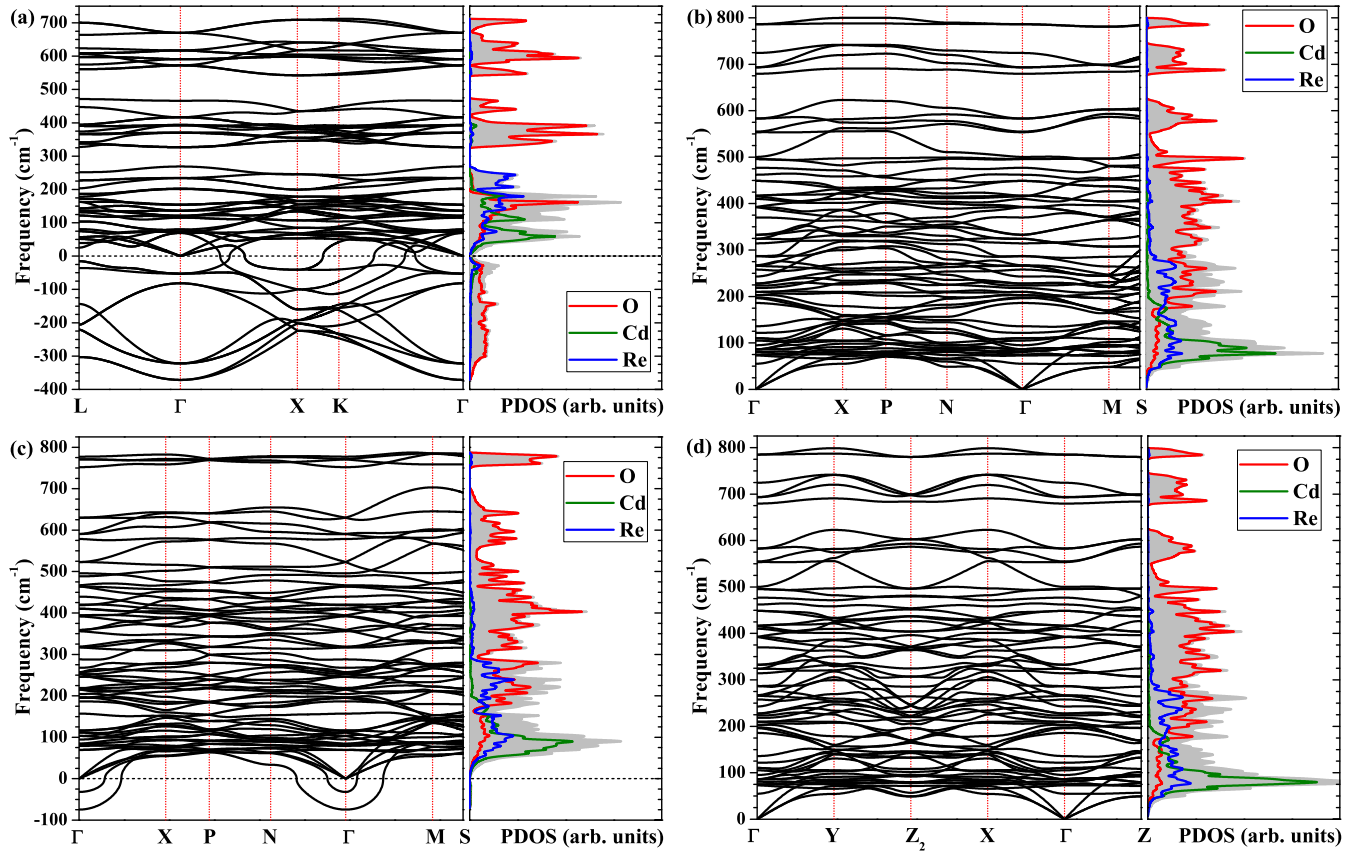 (a)
700
600
500
400
300
200
100
0
-100
-200
-300
-400
Frequency (cm⁻¹)
L Γ X K Γ PDOS (arb. units)
O
Cd
Re
(b)
800
700
600
500
400
300
200
100
0
Frequency (cm⁻¹)
Γ X P N Γ M S PDOS (arb. units)
O
Cd
Re
(c)
800
700
600
500
400
300
200
100
0
-100
Frequency (cm⁻¹)
Γ X P N Γ M S PDOS (arb. units)
O
Cd
Re
(d)
800
700
600
500
400
300
200
100
0
Frequency (cm⁻¹)
Γ Y Z₂ X Γ Z PDOS (arb. units)
O
Cd
Re